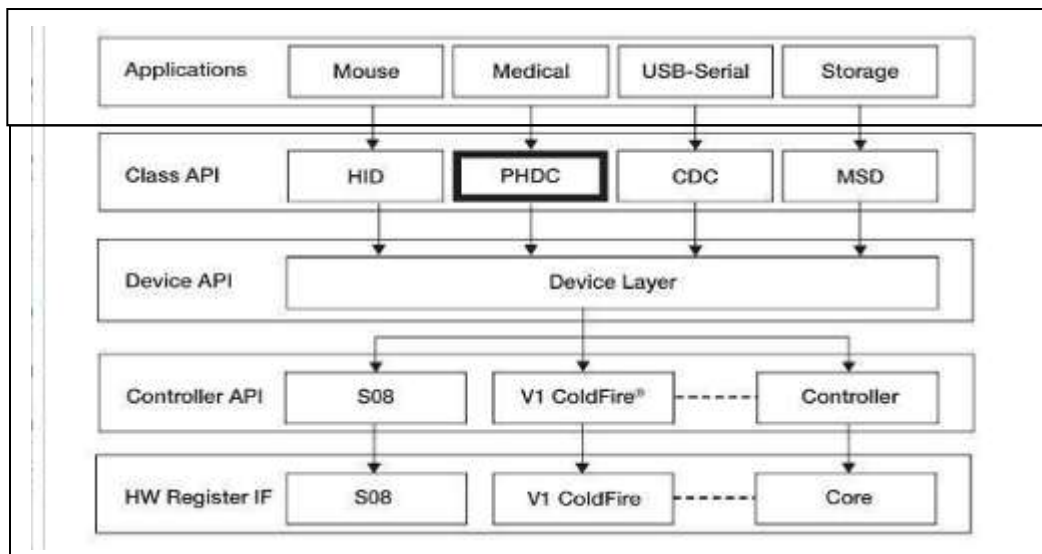 Applications Mouse Medical USB-Serial Storage
Class API HID PHDC CDC MSD
Device API Device Layer
Controller API S08 V1 ColdFire® Controller
HW Register IF S08 V1 ColdFire Core